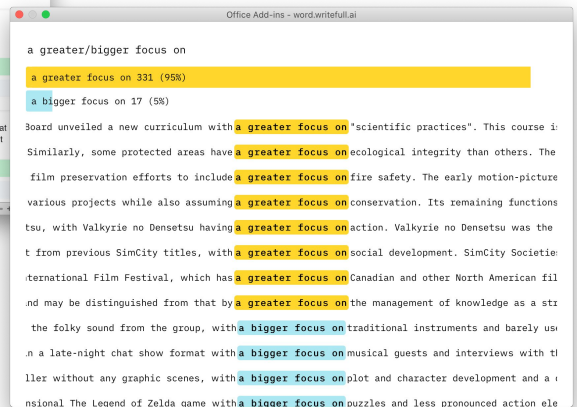 Office Add-ins - word.writefull.ai
a greater/bigger focus on
a greater focus on 331 (95%)
a bigger focus on 17 (5%)
Board unveiled a new curriculum with a greater focus on "scientific practices". This course i
Similarly, some protected areas have a greater focus on ecological integrity than others. The
film preservation efforts to include a greater focus on fire safety. The early motion-picture
various projects while also assuming a greater focus on conservation. Its remaining functions
tsu, with Valkyrie no Densetsu having a greater focus on action. Valkyrie no Densetsu was the
t from previous SimCity titles, with a greater focus on social development. SimCity Societie
ternational Film Festival, which has a greater focus on Canadian and other North American fil
nd may be distinguished from that by a greater focus on the management of knowledge as a str
the folky sound from the group, with a bigger focus on traditional instruments and barely use
n a late-night chat show format with a bigger focus on musical guests and interviews with t
ller without any graphic scenes, with a bigger focus on plot and character development and a
nsional The Legend of Zelda game with a bigger focus on puzzles and less pronounced action ele